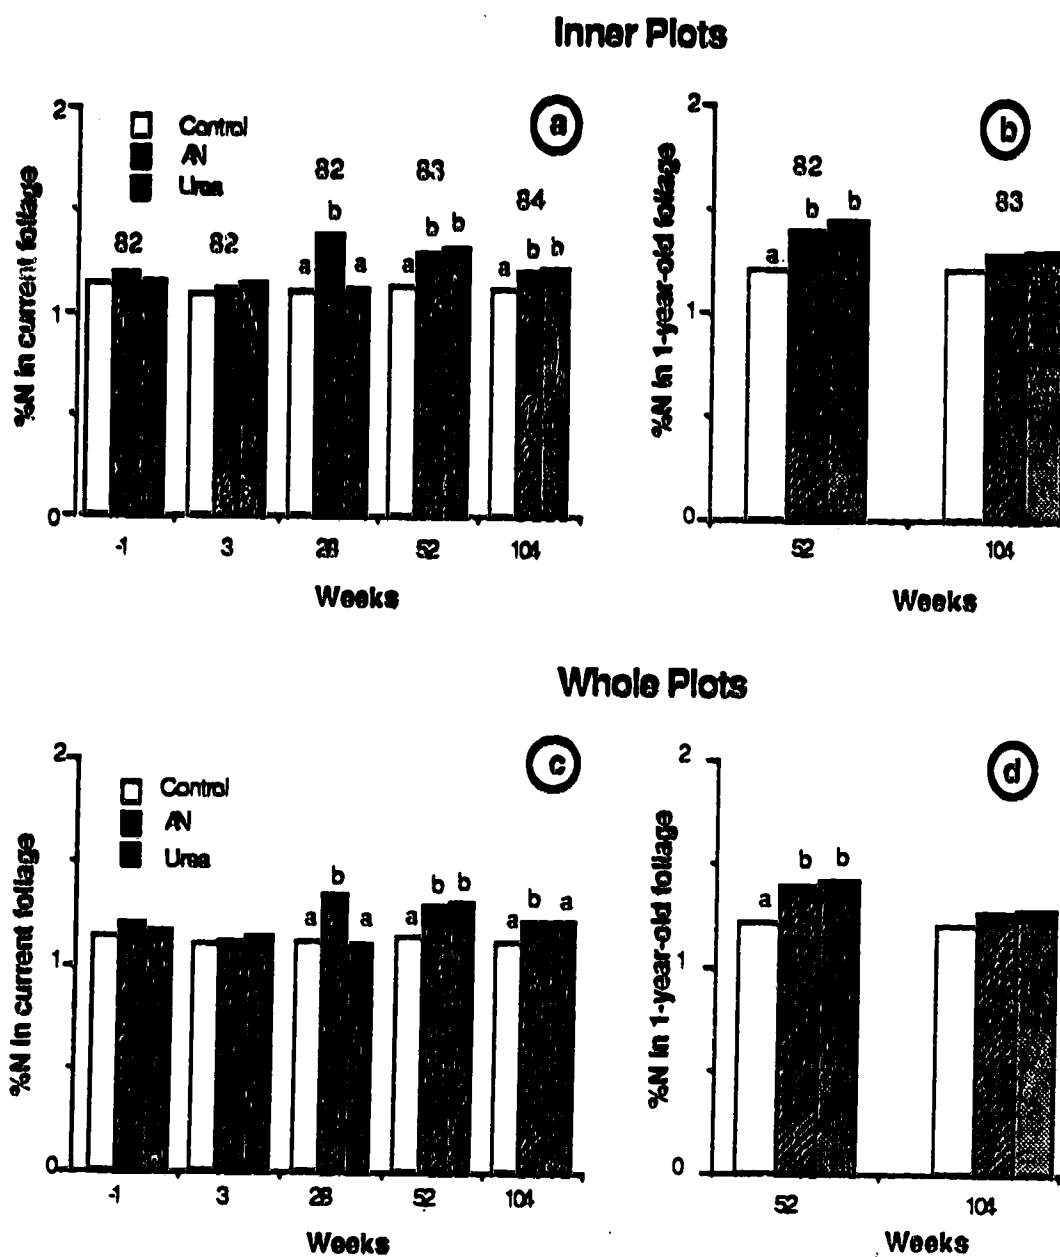 Inner Plots
2
1
0
%N in current foliage
Control
AN
Urea
a
82
82
82
83
84
a b a
a b b
a b b
-1 3 28 52 104
Weeks
2
1
0
%N in 1-year-old foliage
b
82
83
a b b
52 104
Weeks
Whole Plots
2
1
0
%N in current foliage
Control
AN
Urea
c
a b a
a b b
a b a
-1 3 28 52 104
Weeks
2
1
0
%N in 1-year-old foliage
d
a b b
52 104
Weeks